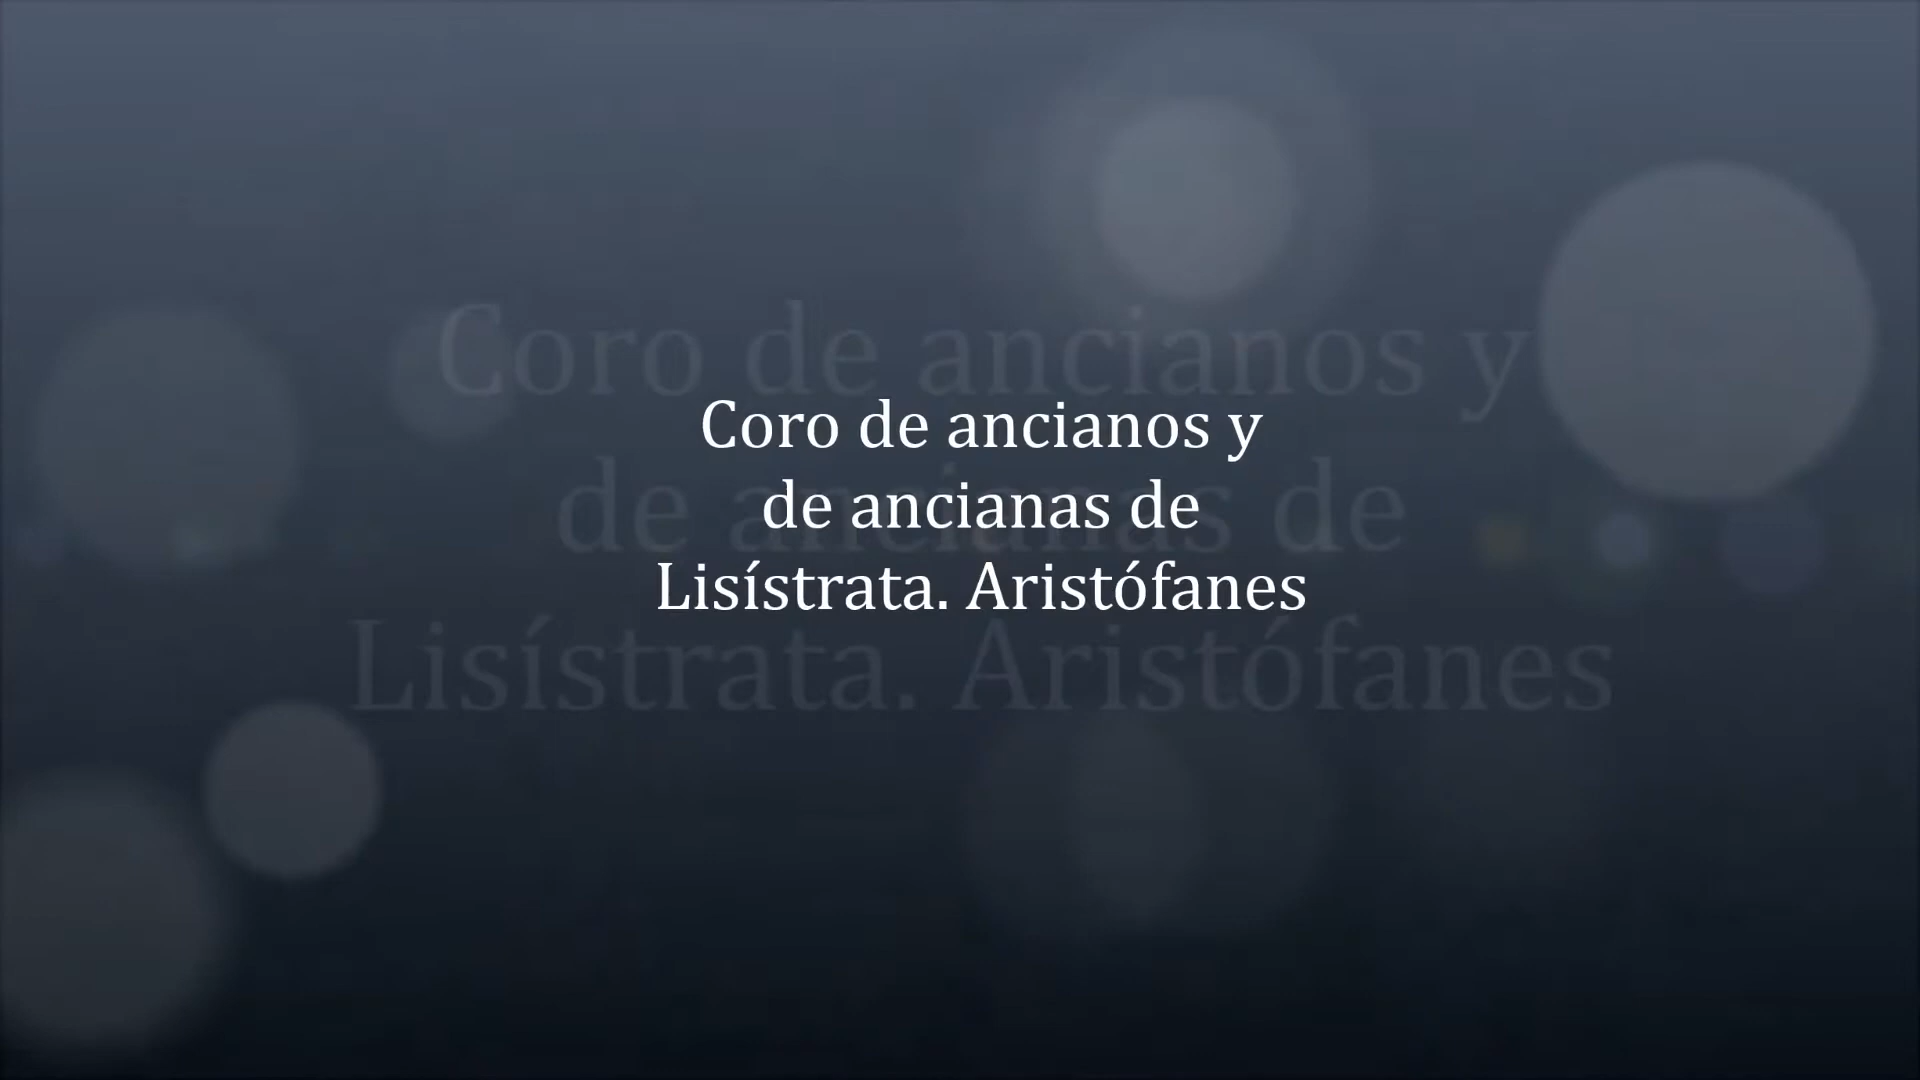 Coro de ancianos y
de ancianas de
Lisístrata. Aristófanes